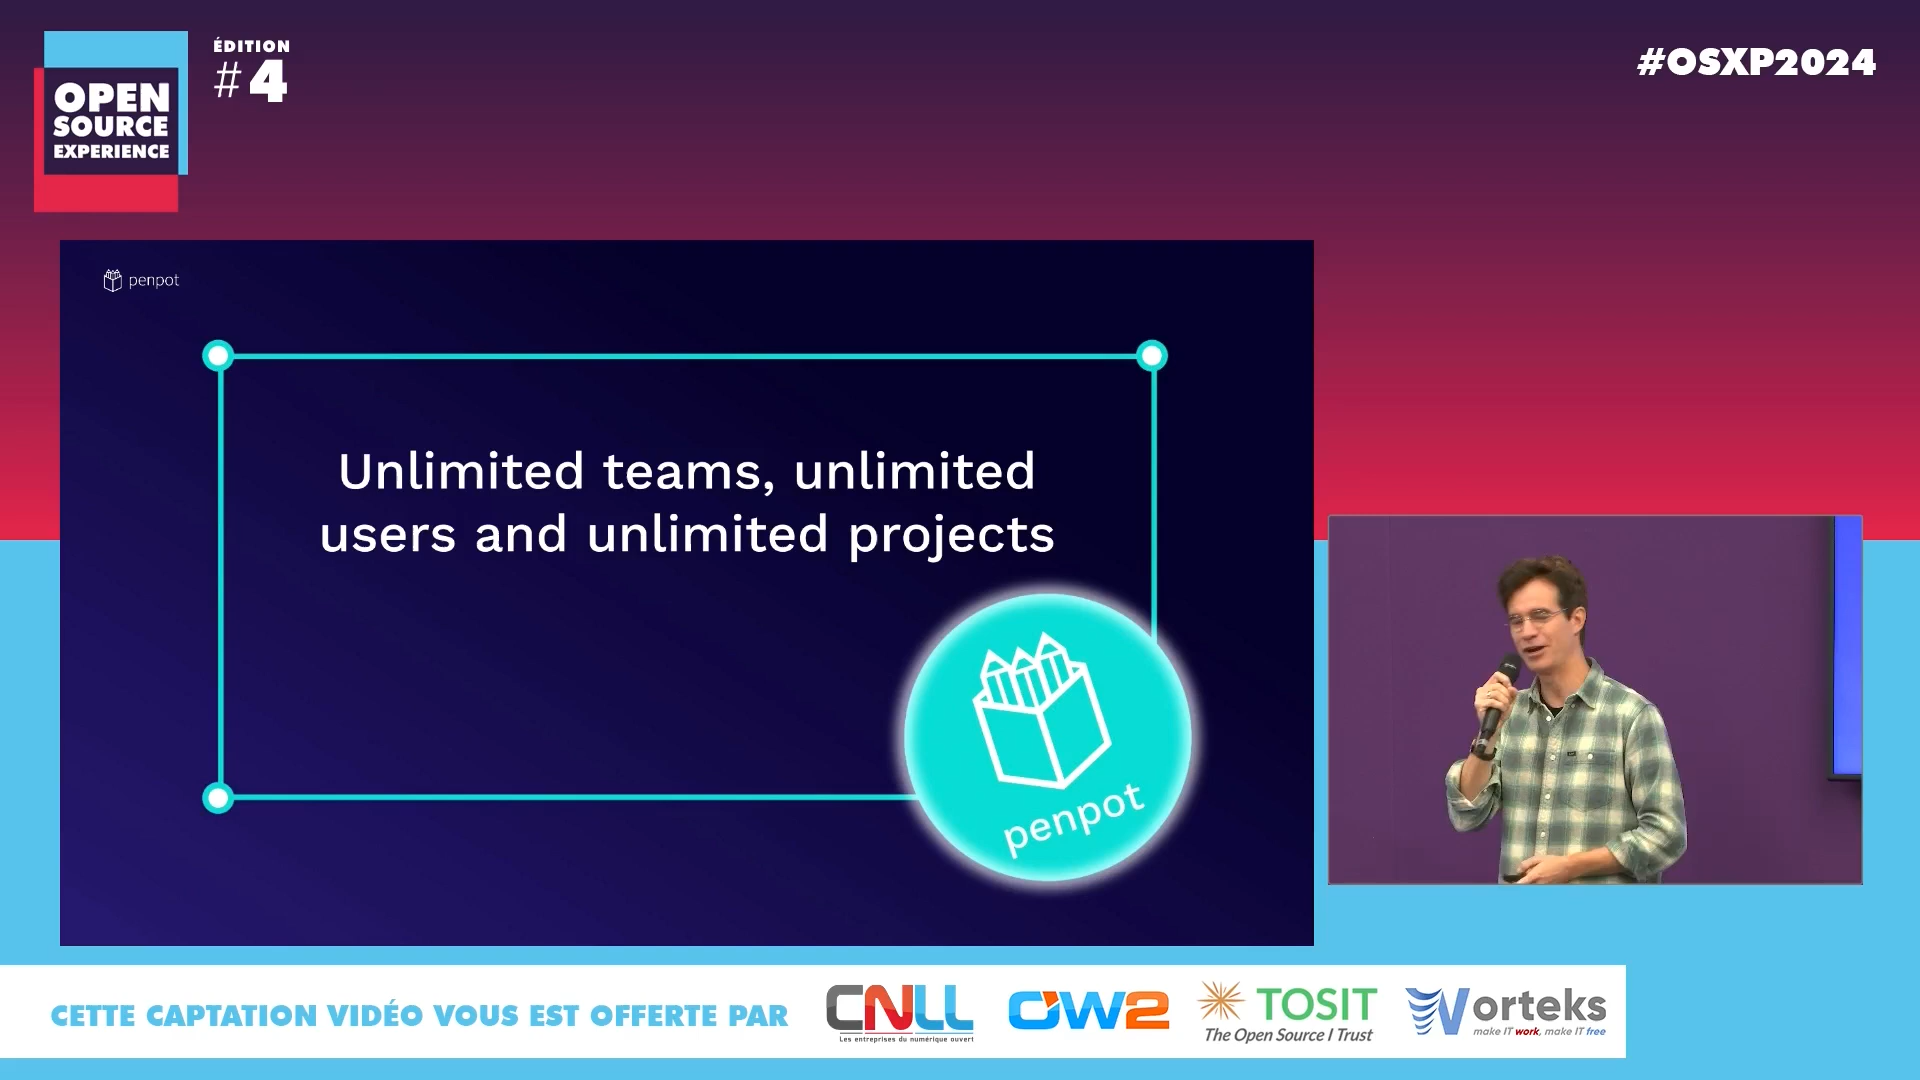 ÉDITION
#4
OPEN
SOURCE
EXPERIENCE
#OSXP2024
penpot
Unlimited teams, unlimited
users and unlimited projects
penpot
CETTE CAPTATION VIDÉO VOUS EST OFFERTE PAR
CNLL
Les entreprises du numérique ouvert
OW2
TOSIT
The Open Source I Trust
Worteks
make IT work, make IT free